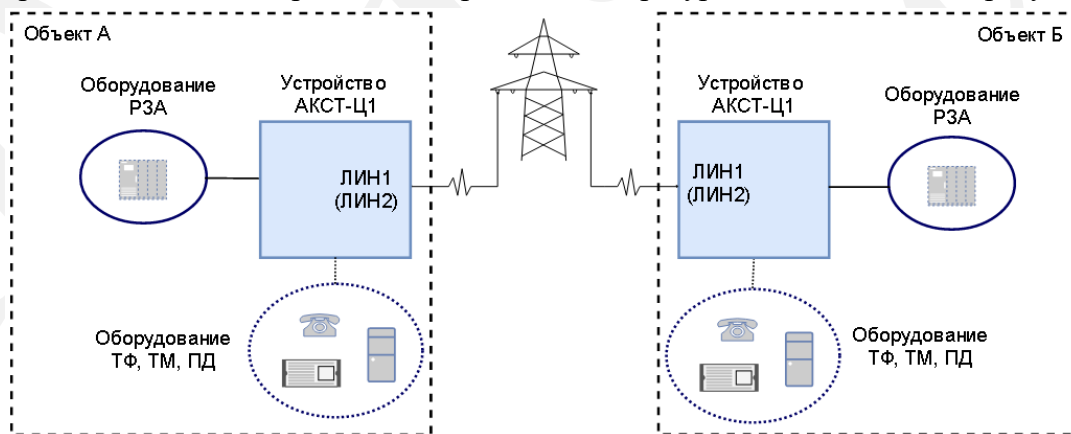 Объект А
Объект Б
Оборудование
РЗА
Устройство
АКСТ-Ц1
ЛИН1
(ЛИН2)
Оборудование
ТФ, ТМ, ПД
Устройство
АКСТ-Ц1
ЛИН1
(ЛИН2)
Оборудование
РЗА
Оборудование
ТФ, ТМ, ПД